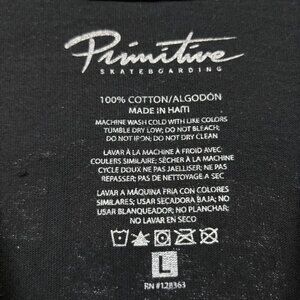 Primitive
SKATEBOARDING
100% COTTON/ALGODÓN
MADE IN HAITI
MACHINE WASH COLD WITH LIKE COLORS
TUMBLE DRY LOW; DO NOT BLEACH;
DO NOT IRON; DO NOT DRY CLEAN
LAVAR À LA MACHINE À FROID AVEC
COULEURS SIMILAIRE; SÈCHER À LA MACHINE
CYCLE DOUX NE PAS JAELLISER; NE PAS
REPASSER; PAS DE NETTOYAGE A SEC
LAVAR A MÁQUINA FRIA CON COLORES
SIMILARES; USAR SECADORA BAJA; NO
USAR BLANQUEADOR; NO PLANCHAR;
NO LAVAR EN SECO
L
RN #128363